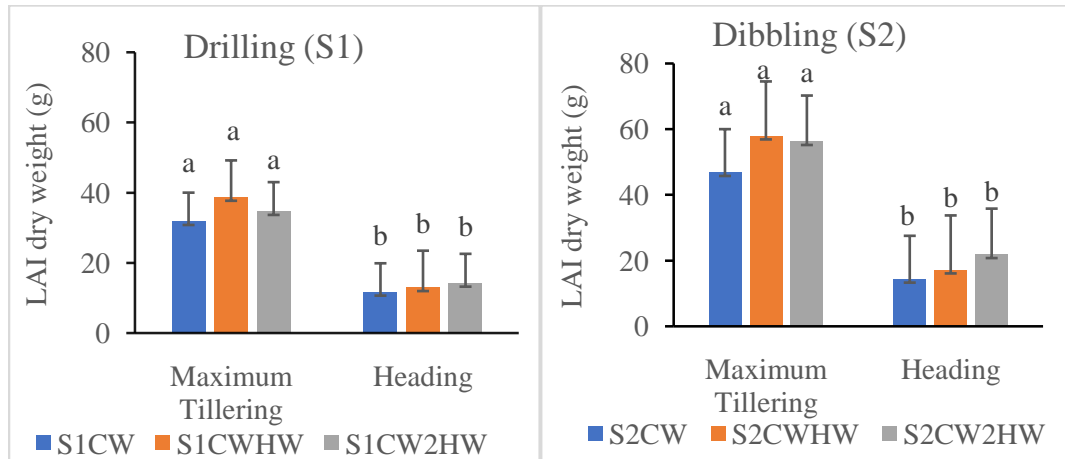 Drilling (S1)
LAI dry weight (g)
80
60
40
20
0
a
a
a
b
b
b
Maximum
Tillering
Heading
S1CW
S1CWHW
S1CW2HW
Dibbling (S2)
LAI dry weight (g)
80
60
40
20
0
a
a
a
b
b
b
Maximum
Tillering
Heading
S2CW
S2CWHW
S2CW2HW